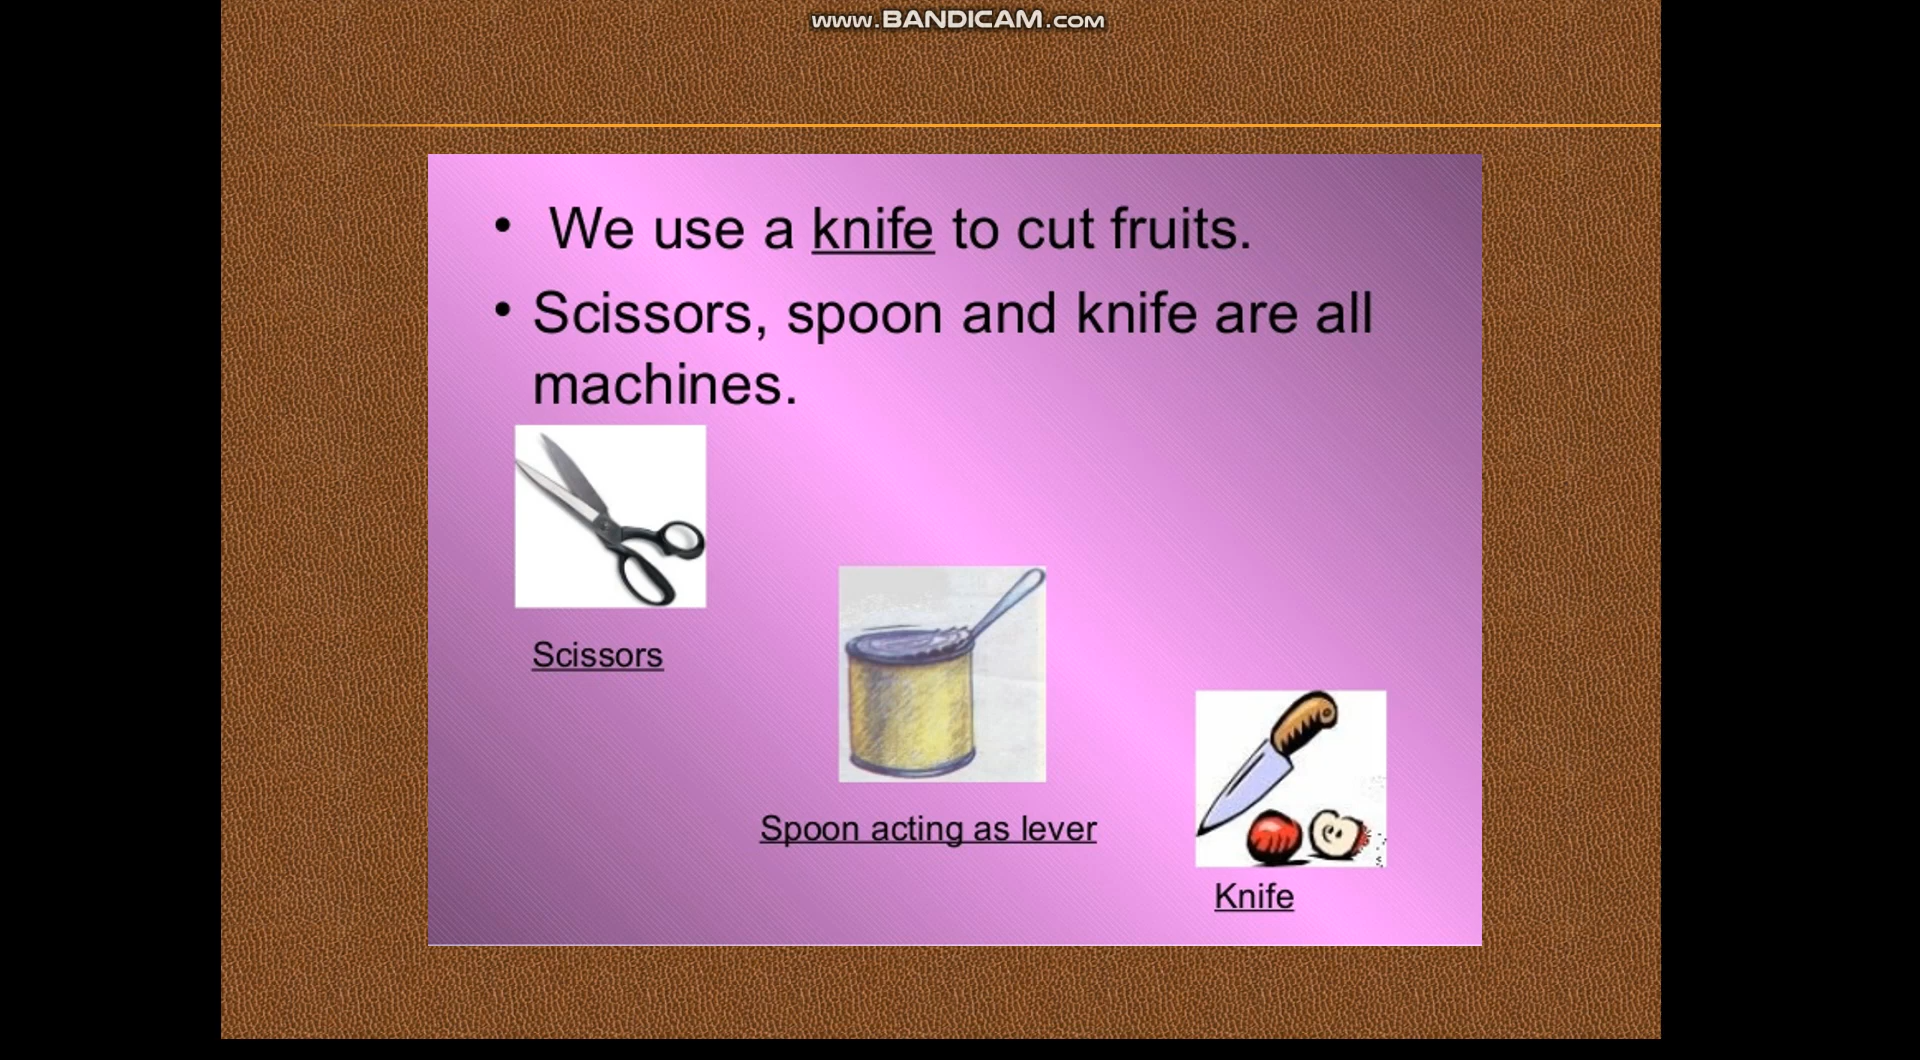 www.BANDICAM.com
• We use a knife to cut fruits.
• Scissors, spoon and knife are all
machines.
Scissors
Spoon acting as lever
Knife